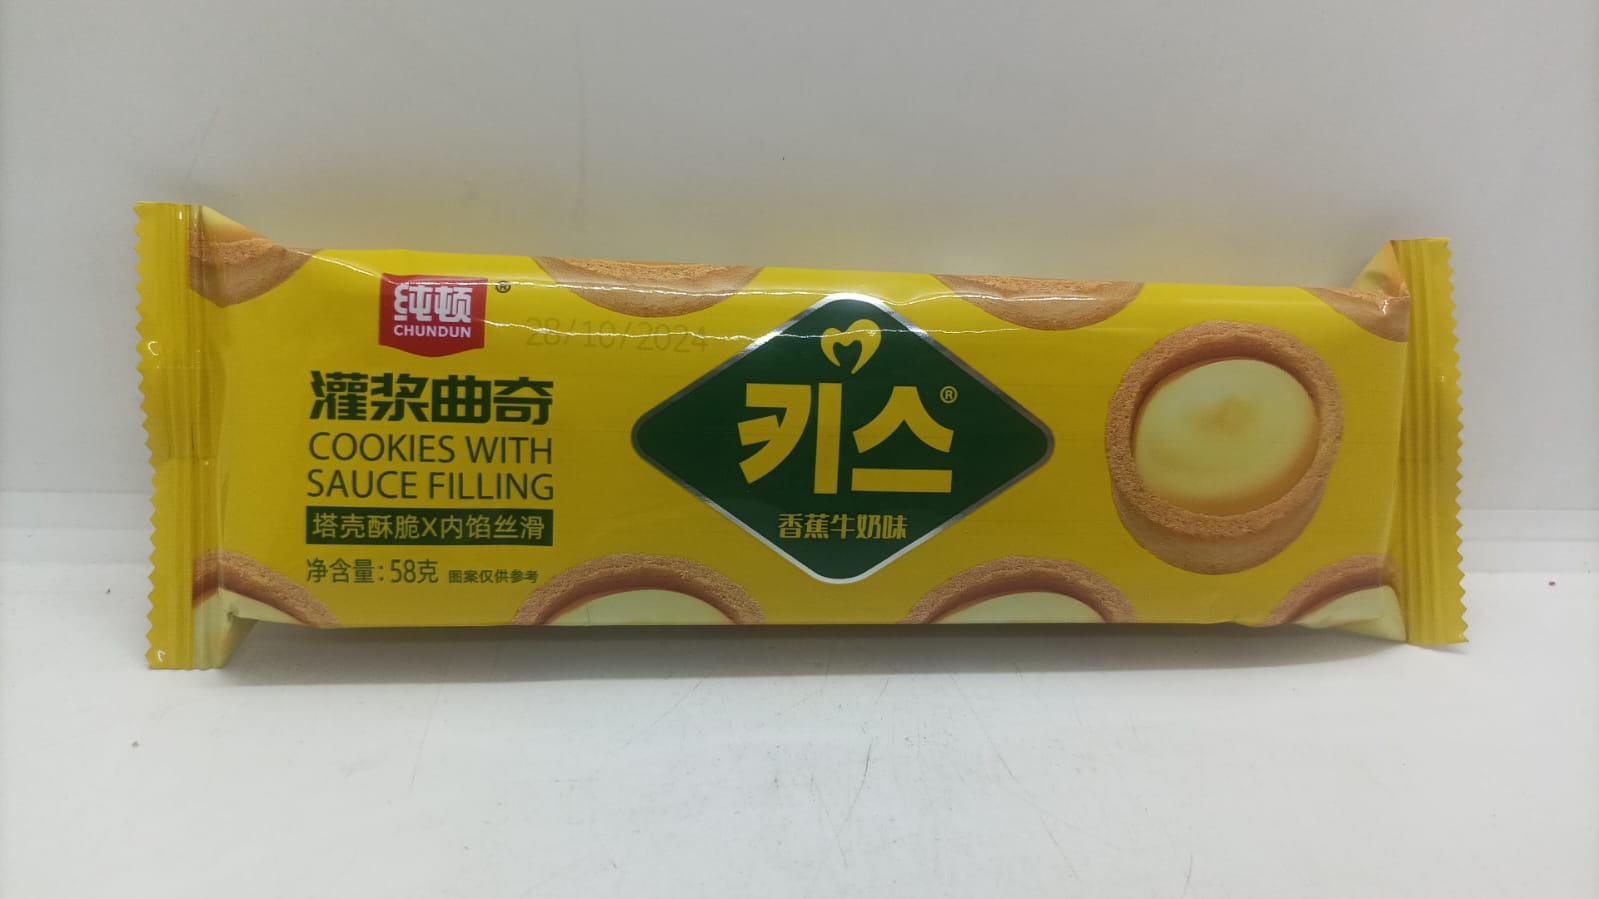 纯顿®
CHUNDUN
28/10/2024
灌浆曲奇
COOKIES WITH
SAUCE FILLING
塔壳酥脆X内馅丝滑
净含量:58克 图案仅供参考
키스®
香蕉牛奶味